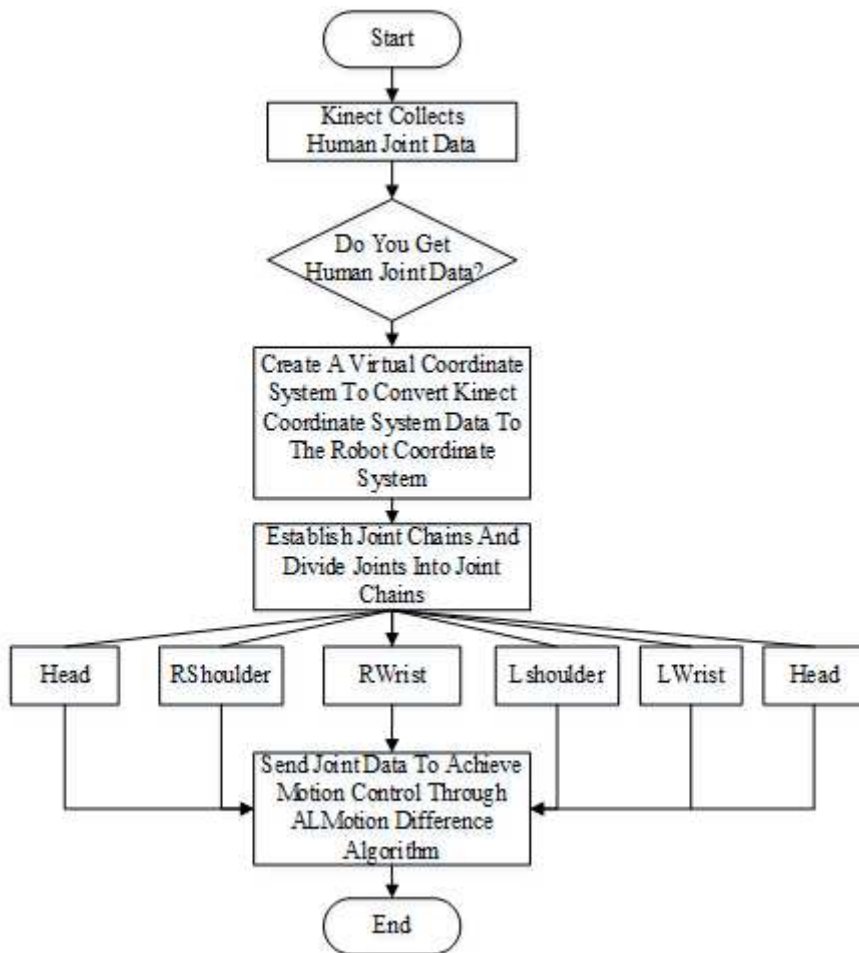 Start
Kinect Collects
Human Joint Data
Do You Get
Human Joint Data?
Create A Virtual Coordinate
System To Convert Kinect
Coordinate System Data To
The Robot Coordinate
System
Establish Joint Chains And
Divide Joints Into Joint
Chains
Head
RShoulder
RWrist
Lshoulder
LWrist
Head
Send Joint Data To Achieve
Motion Control Through
ALMotion Difference
Algorithm
End